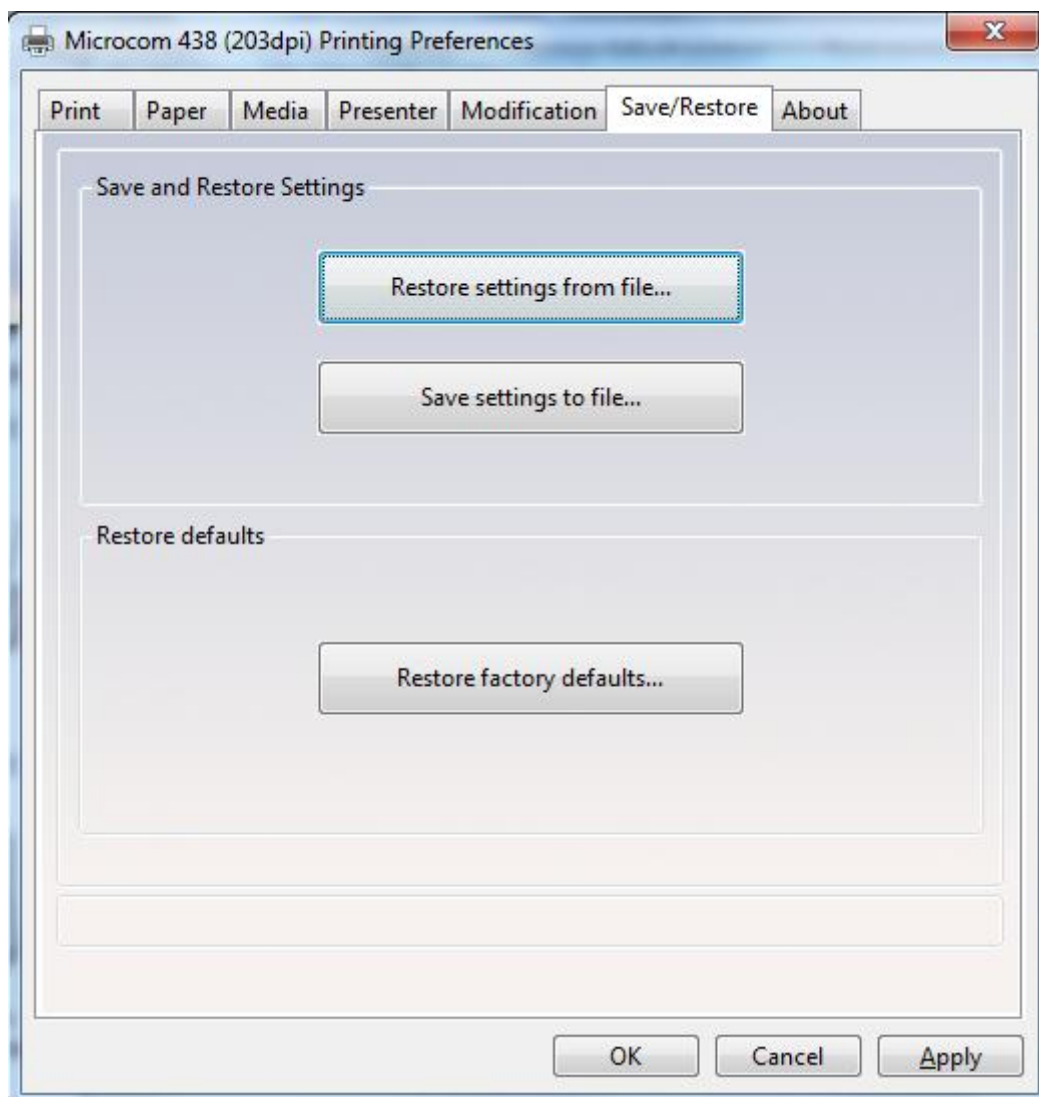 Microcom 438 (203dpi) Printing Preferences
Print Paper Media Presenter Modification Save/Restore About
Save and Restore Settings
Restore settings from file...
Save settings to file...
Restore defaults
Restore factory defaults...
OK Cancel Apply